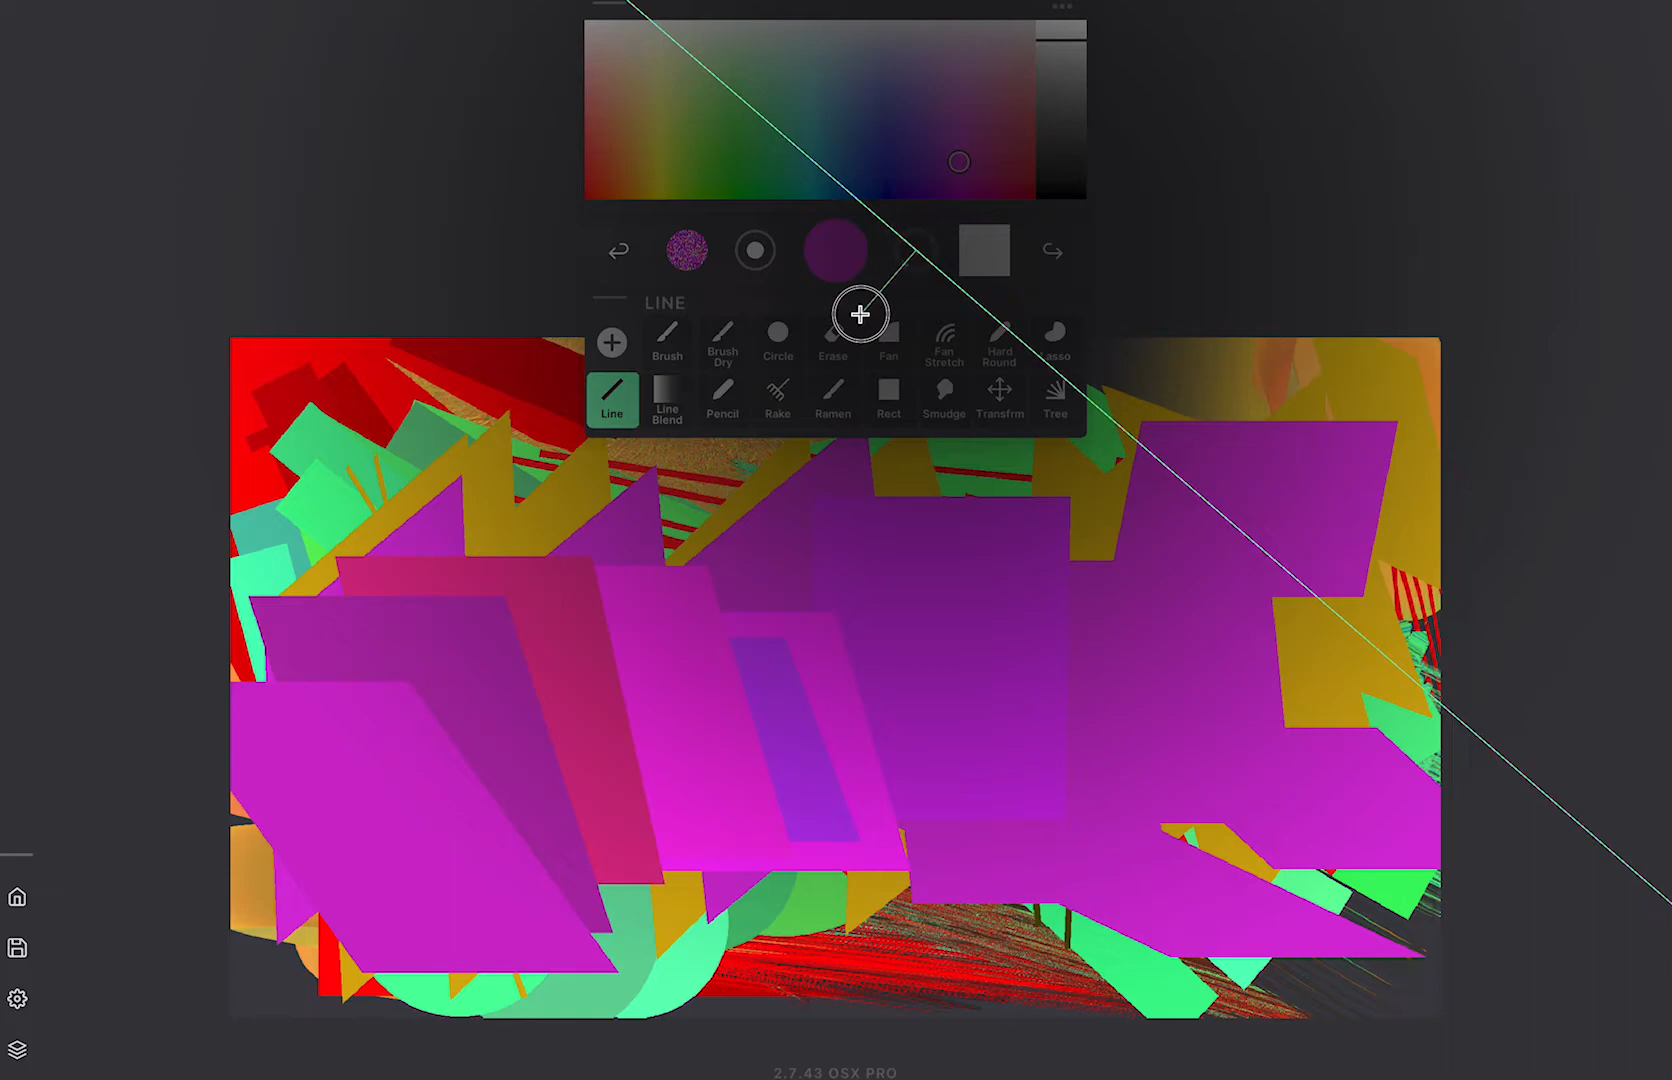 LINE
Brush
Brush Dry
Circle
Erase
Fan
Fan Stretch
Hard Round
Lasso
Line
Line Blend
Pencil
Rake
Ramen
Rect
Smudge
Transfrm
Tree
2.7.43 OSX PRO